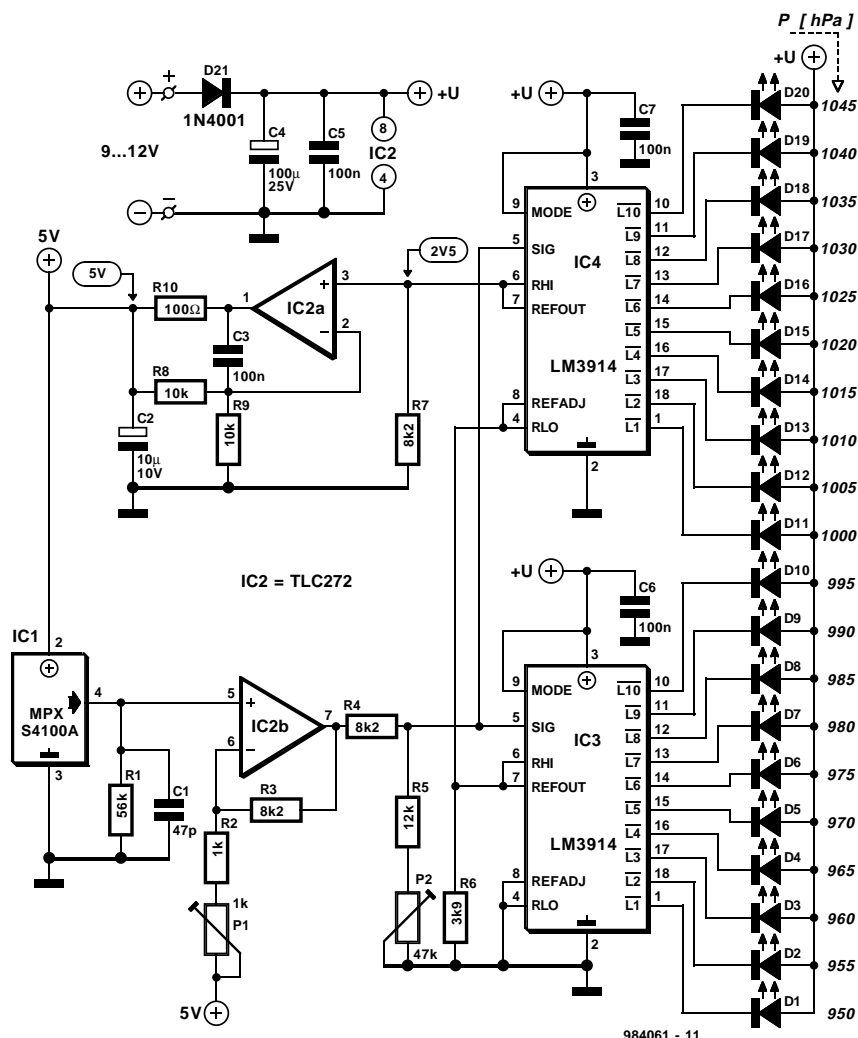 P [ hPa ]
+U
D21
1N4001
+
9...12V
C4
100µ
25V
C5
100n
8
IC2
4
+U
5V
5V
R10
100Ω
1
IC2a
3
2
2V5
C3
100n
R8
10k
R9
10k
C2
10µ
10V
R7
8k2
IC2 = TLC272
IC1
2
MPX
S4100A
4
3
R1
56k
C1
47p
5
6
IC2b
7
R4
8k2
R3
8k2
R2
1k
1k
P1
5V
R5
12k
P2
47k
R6
3k9
+U
C7
100n
3
9 MODE
5 SIG
6 RHI
7 REFOUT
8 REFADJ
4 RLO
IC4
LM3914
2
L10 10
L9 11
L8 12
L7 13
L6 14
L5 15
L4 16
L3 17
L2 18
L1 1
+U
C6
100n
3
9 MODE
5 SIG
6 RHI
7 REFOUT
8 REFADJ
4 RLO
IC3
LM3914
2
L10 10
L9 11
L8 12
L7 13
L6 14
L5 15
L4 16
L3 17
L2 18
L1 1
D20 1045
D19 1040
D18 1035
D17 1030
D16 1025
D15 1020
D14 1015
D13 1010
D12 1005
D11 1000
D10 995
D9 990
D8 985
D7 980
D6 975
D5 970
D4 965
D3 960
D2 955
D1 950
984061 - 11